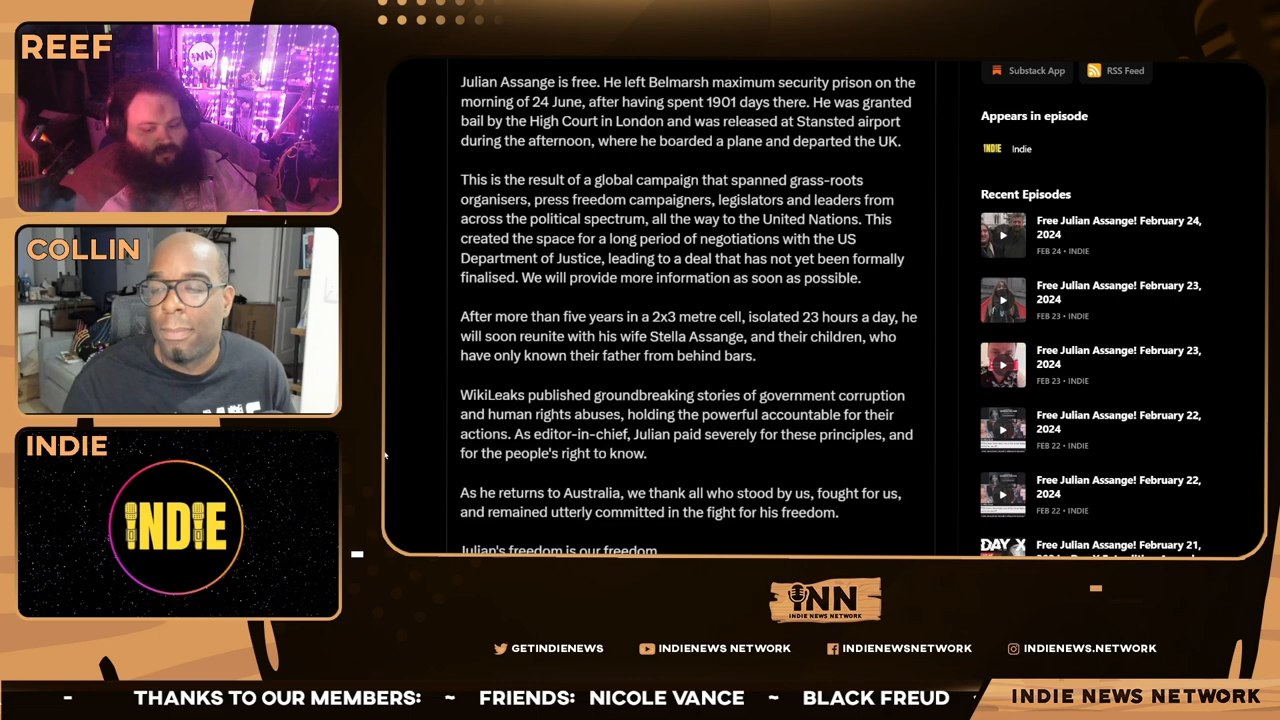 REEF
INN
COLLIN
INDIE
INDIE
Julian Assange is free. He left Belmarsh maximum security prison on the
morning of 24 June, after having spent 1901 days there. He was granted
bail by the High Court in London and was released at Stansted airport
during the afternoon, where he boarded a plane and departed the UK.
This is the result of a global campaign that spanned grass-roots
organisers, press freedom campaigners, legislators and leaders from
across the political spectrum, all the way to the United Nations. This
created the space for a long period of negotiations with the US
Department of Justice, leading to a deal that has not yet been formally
finalised. We will provide more information as soon as possible.
After more than five years in a 2x3 metre cell, isolated 23 hours a day, he
will soon reunite with his wife Stella Assange, and their children, who
have only known their father from behind bars.
WikiLeaks published groundbreaking stories of government corruption
and human rights abuses, holding the powerful accountable for their
actions. As editor-in-chief, Julian paid severely for these principles, and
for the people's right to know.
As he returns to Australia, we thank all who stood by us, fought for us,
and remained utterly committed in the fight for his freedom.
Julian's freedom is our freedom
Substack App RSS Feed
Appears in episode
INDIE Indie
Recent Episodes
Free Julian Assange! February 24,
2024
FEB 24 • INDIE
Free Julian Assange! February 23,
2024
FEB 23 • INDIE
Free Julian Assange! February 23,
2024
FEB 23 • INDIE
Free Julian Assange! February 22,
2024
FEB 22 • INDIE
Free Julian Assange! February 22,
2024
FEB 22 • INDIE
DAY X
Free Julian Assange! February 21,
INN
INDIE NEWS NETWORK
GETINDIENEWS INDIENEWS NETWORK INDIENEWSNETWORK INDIENEWS.NETWORK
- THANKS TO OUR MEMBERS: ~ FRIENDS: NICOLE VANCE ~ BLACK FREUD
INDIE NEWS NETWORK